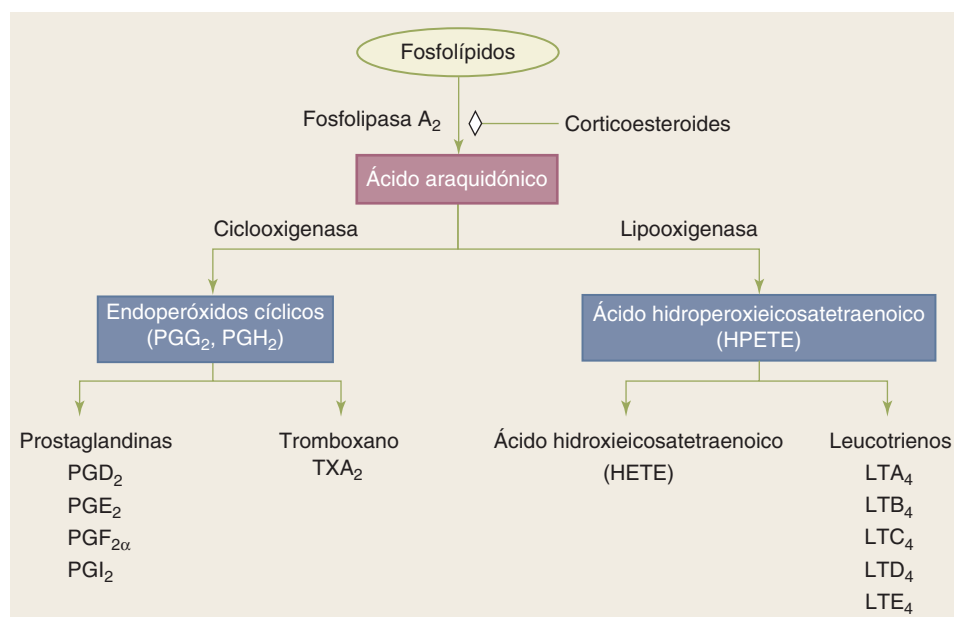 Fosfolípidos
Fosfolipasa A₂
Corticoesteroides
Ácido araquidónico
Ciclooxigenasa
Lipooxigenasa
Endoperóxidos cíclicos
(PGG₂, PGH₂)
Ácido hidroperoxieicosatetraenoico
(HPETE)
Prostaglandinas
PGD₂
PGE₂
PGF₂α
PGI₂
Tromboxano
TXA₂
Ácido hidroxieicosatetraenoico
(HETE)
Leucotrienos
LTA₄
LTB₄
LTC₄
LTD₄
LTE₄